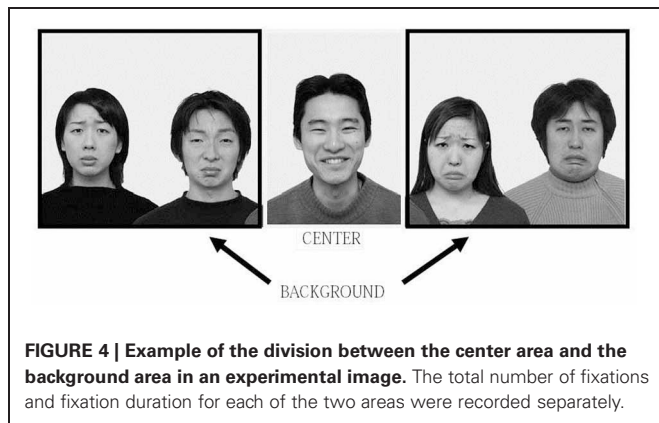 CENTER
BACKGROUND
FIGURE 4 | Example of the division between the center area and the
background area in an experimental image. The total number of fixations
and fixation duration for each of the two areas were recorded separately.